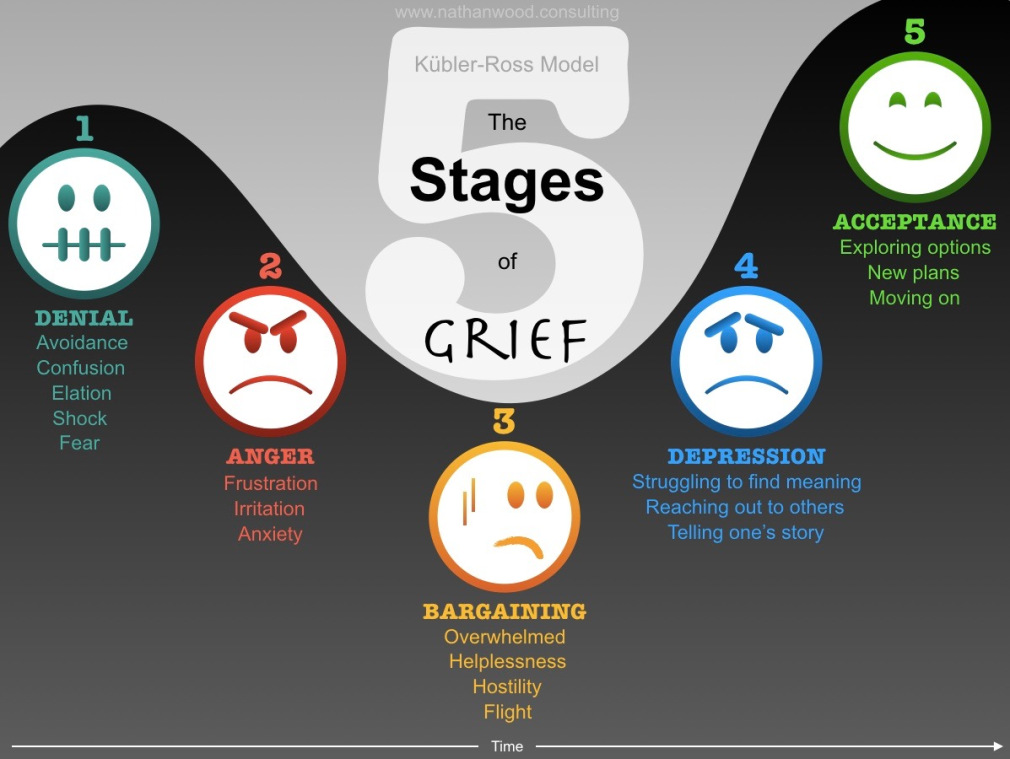 www.nathanwood.consulting
Kübler-Ross Model
5
The
Stages
of
GRIEF
1
DENIAL
Avoidance
Confusion
Elation
Shock
Fear
2
ANGER
Frustration
Irritation
Anxiety
3
BARGAINING
Overwhelmed
Helplessness
Hostility
Flight
4
DEPRESSION
Struggling to find meaning
Reaching out to others
Telling one's story
5
ACCEPTANCE
Exploring options
New plans
Moving on
Time